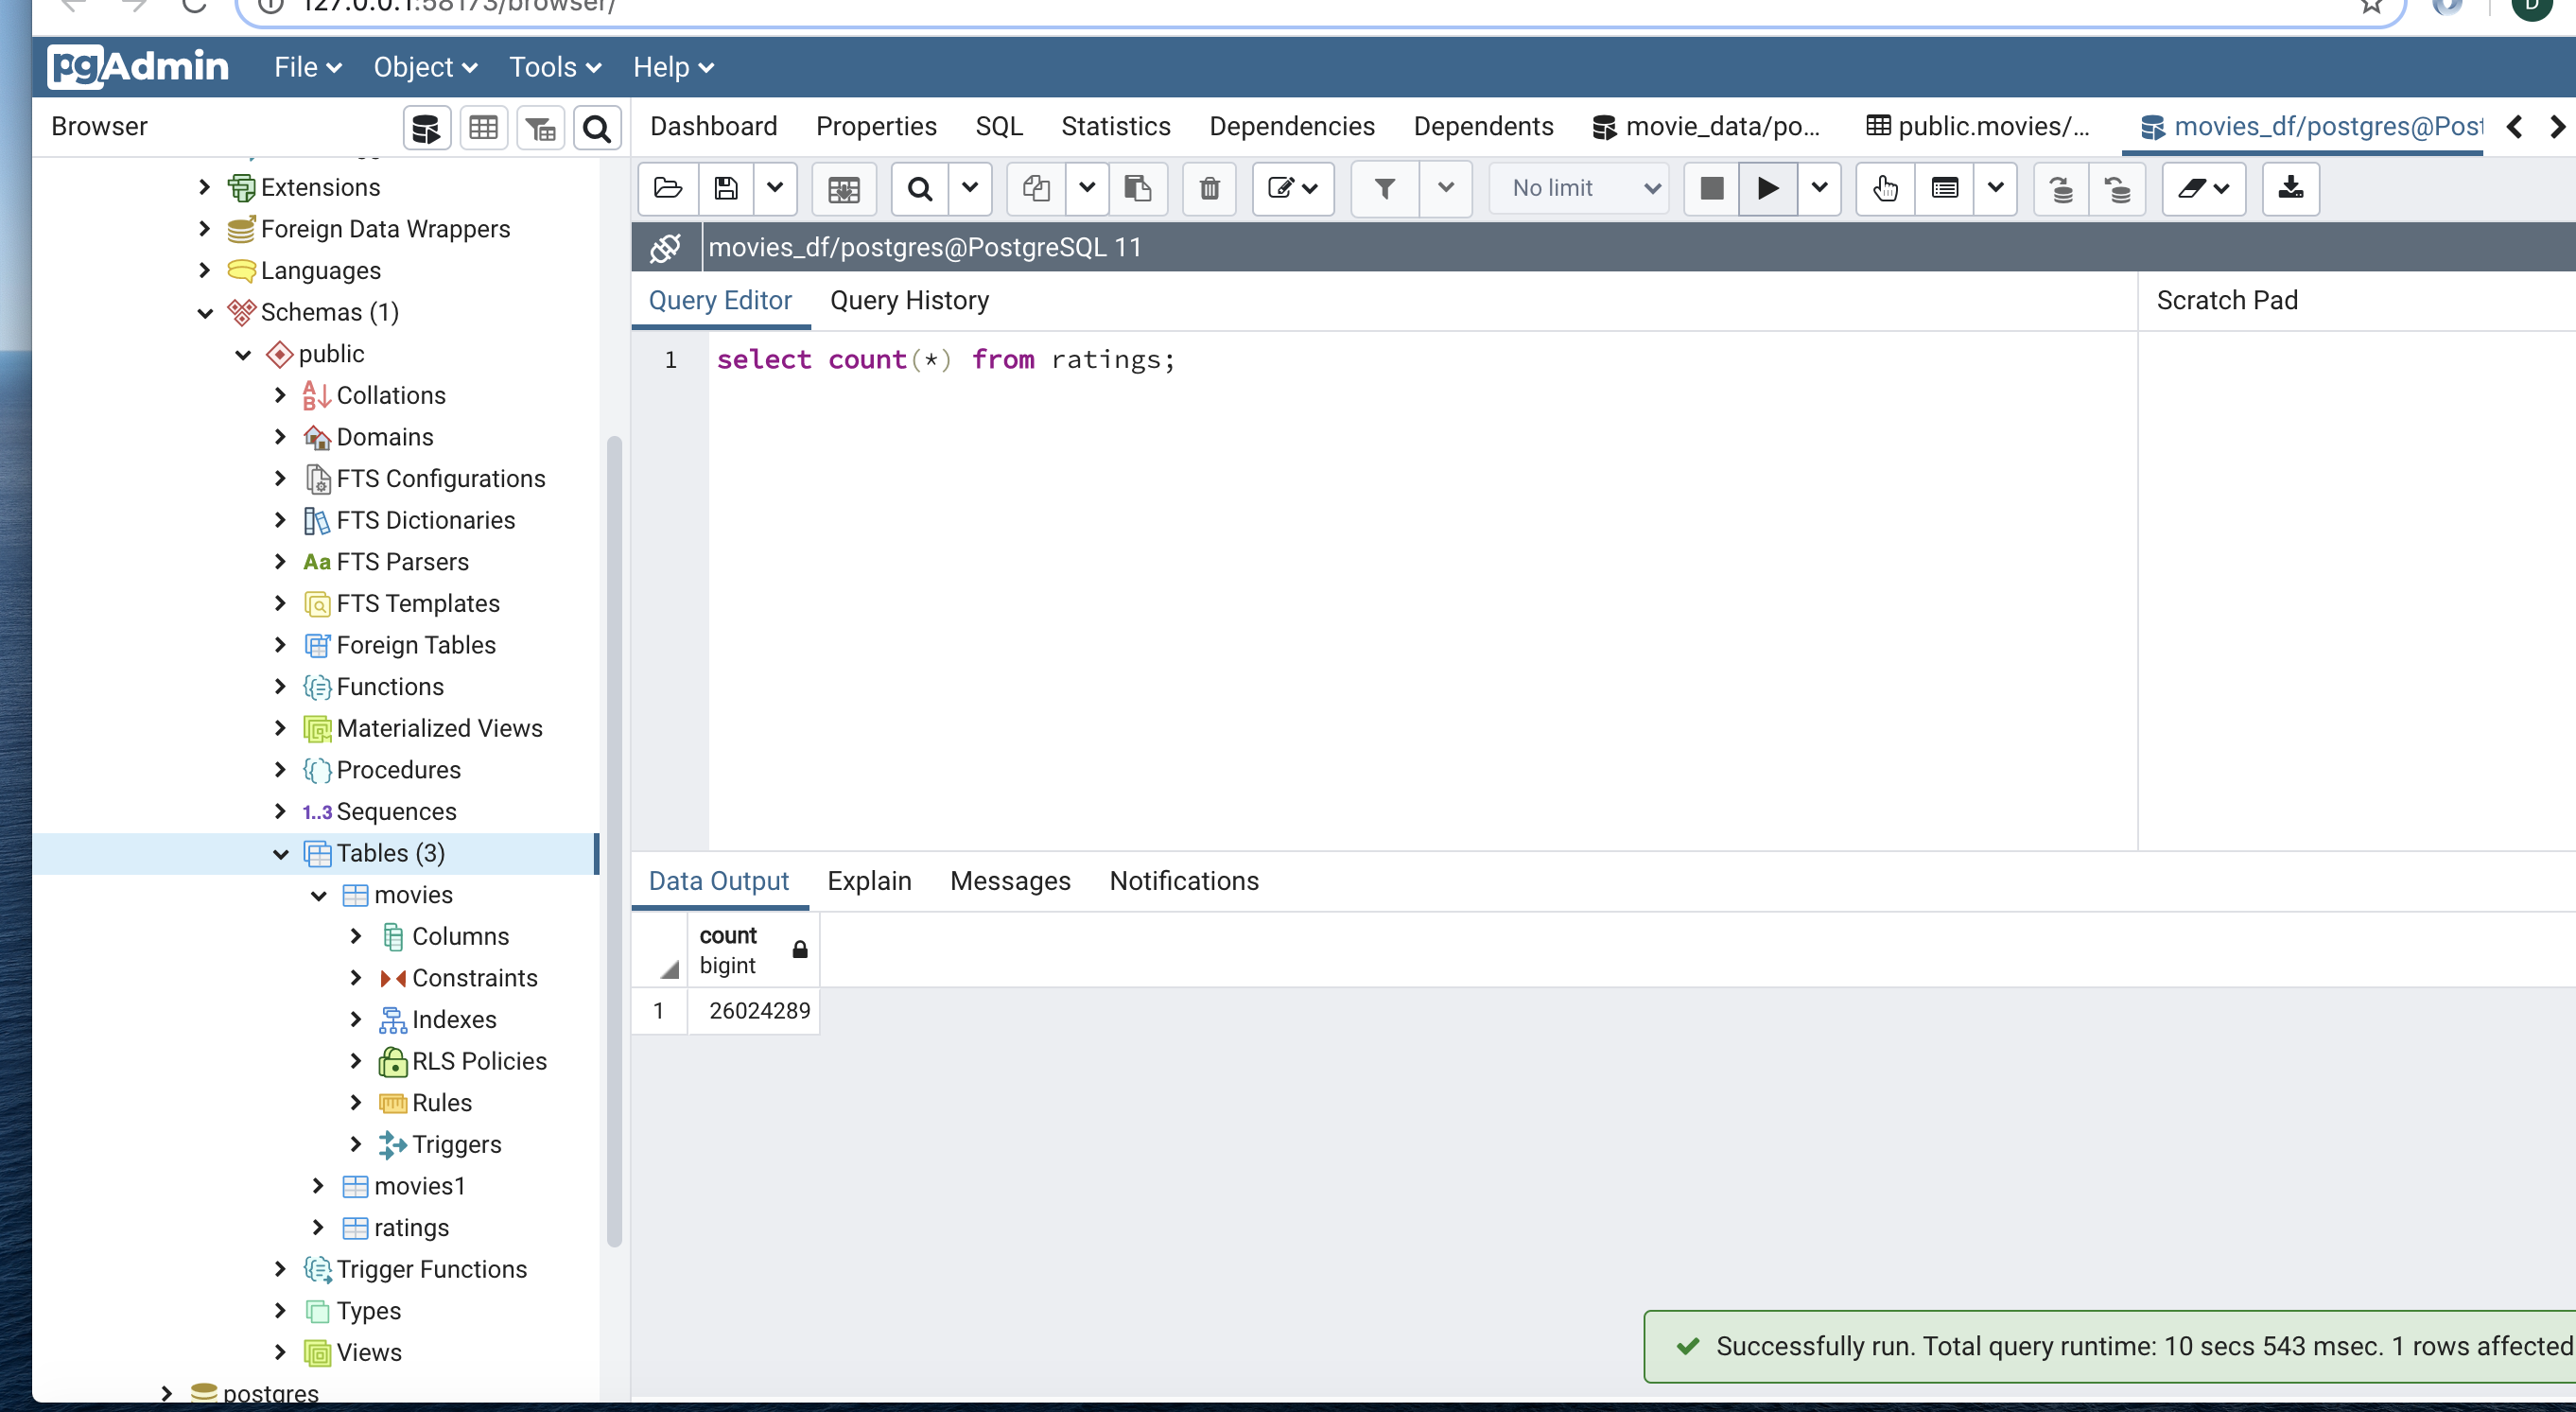 127.0.0.1:58173/browser/
D
pgAdmin File Object Tools Help
Browser
Dashboard Properties SQL Statistics Dependencies Dependents movie_data/po... public.movies/... movies_df/postgres@Post
No limit
movies_df/postgres@PostgreSQL 11
Query Editor Query History
Scratch Pad
1 select count(*) from ratings;
Extensions
Foreign Data Wrappers
Languages
Schemas (1)
public
Collations
Domains
FTS Configurations
FTS Dictionaries
Aa FTS Parsers
FTS Templates
Foreign Tables
Functions
Materialized Views
Procedures
1..3 Sequences
Tables (3)
movies
Columns
Constraints
Indexes
RLS Policies
Rules
Triggers
movies1
ratings
Trigger Functions
Types
Views
postgres
Data Output Explain Messages Notifications
count
bigint
1 26024289
Successfully run. Total query runtime: 10 secs 543 msec. 1 rows affected